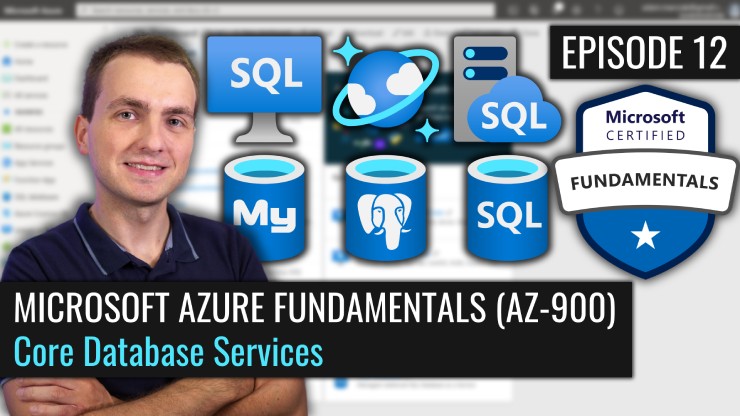 EPISODE 12
SQL
SQL
Microsoft
CERTIFIED
FUNDAMENTALS
My
SQL
MICROSOFT AZURE FUNDAMENTALS (AZ-900)
Core Database Services